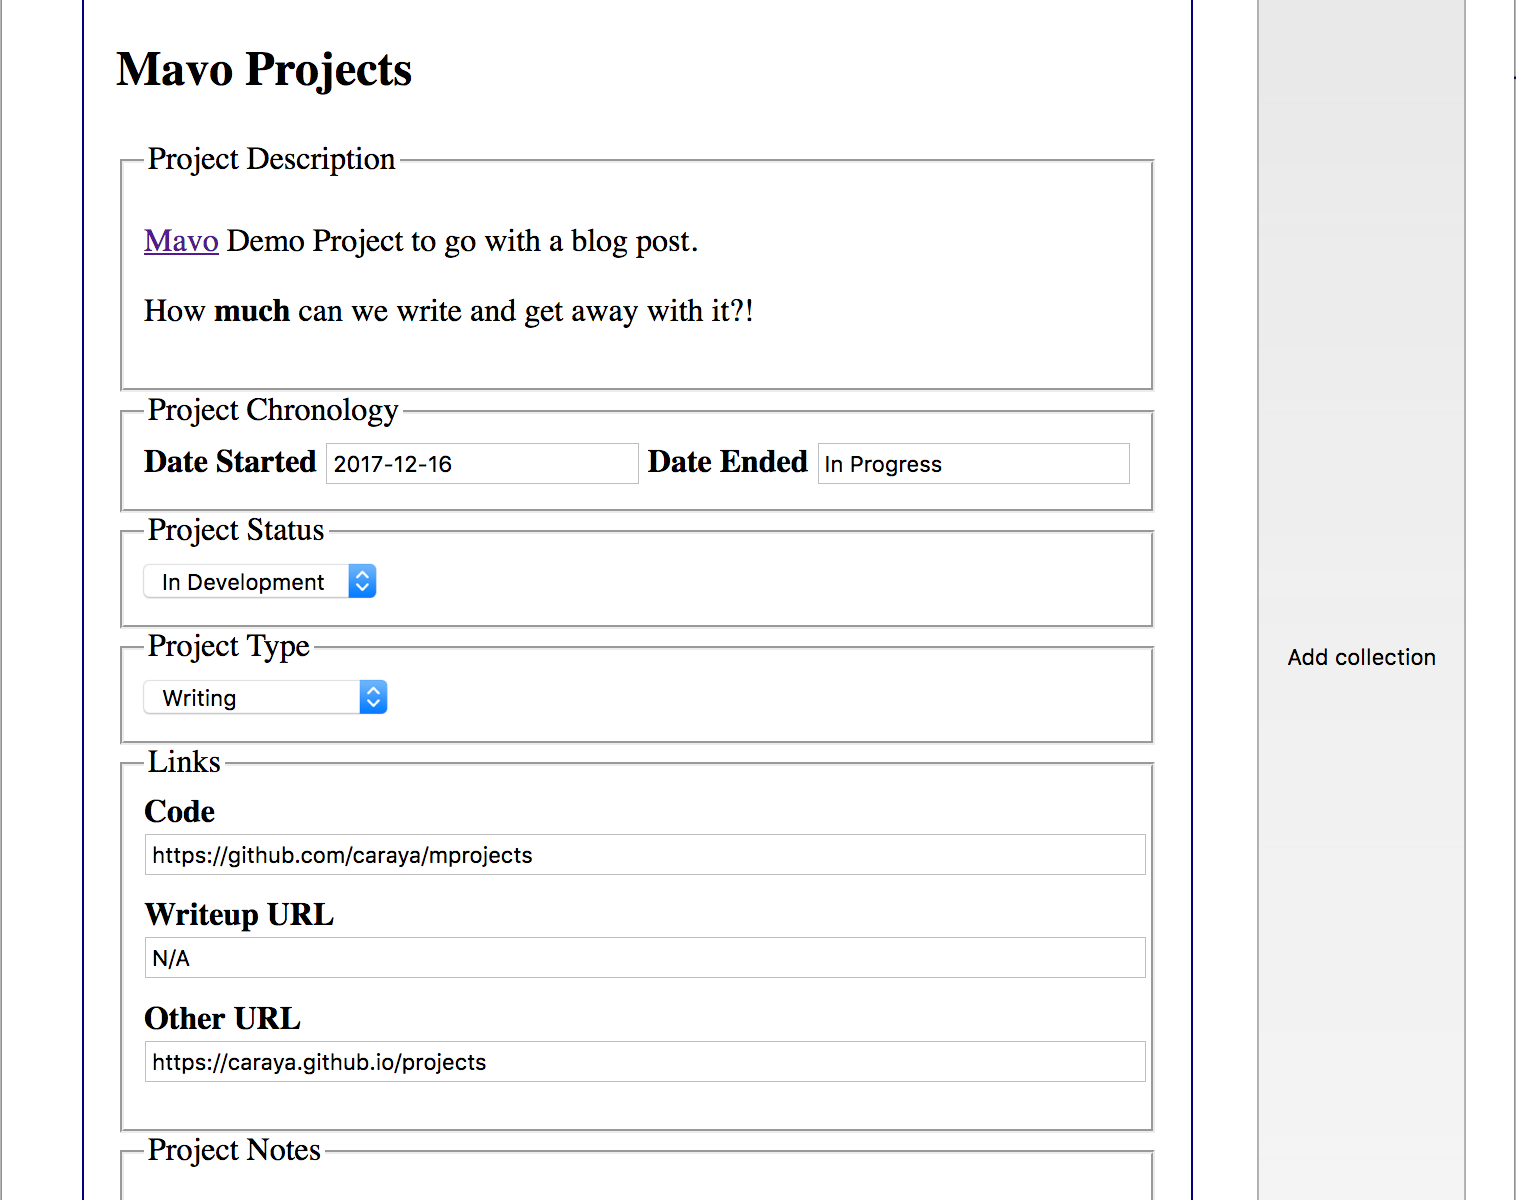 Mavo Projects
Project Description
Mavo Demo Project to go with a blog post.
How much can we write and get away with it?!
Project Chronology
Date Started 2017-12-16 Date Ended In Progress
Project Status
In Development
Project Type
Writing
Add collection
Links
Code
https://github.com/caraya/mprojects
Writeup URL
N/A
Other URL
https://caraya.github.io/projects
Project Notes